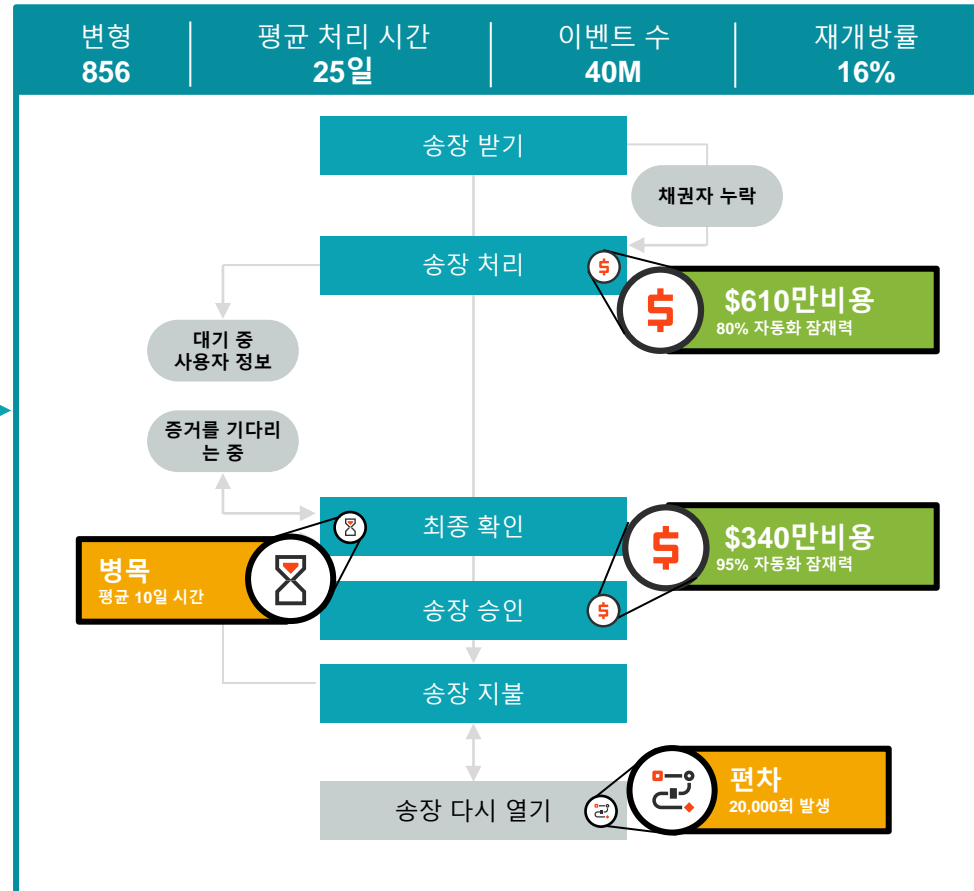 변형
856
평균 처리 시간
25일
이벤트 수
40M
재개방률
16%
송장 받기
채권자 누락
송장 처리
$
$
$610만비용
80% 자동화 잠재력
대기 중
사용자 정보
증거를 기다리
는 중
최종 확인
병목
평균 10일 시간
$
$340만비용
95% 자동화 잠재력
송장 승인
$
송장 지불
송장 다시 열기
편차
20,000회 발생